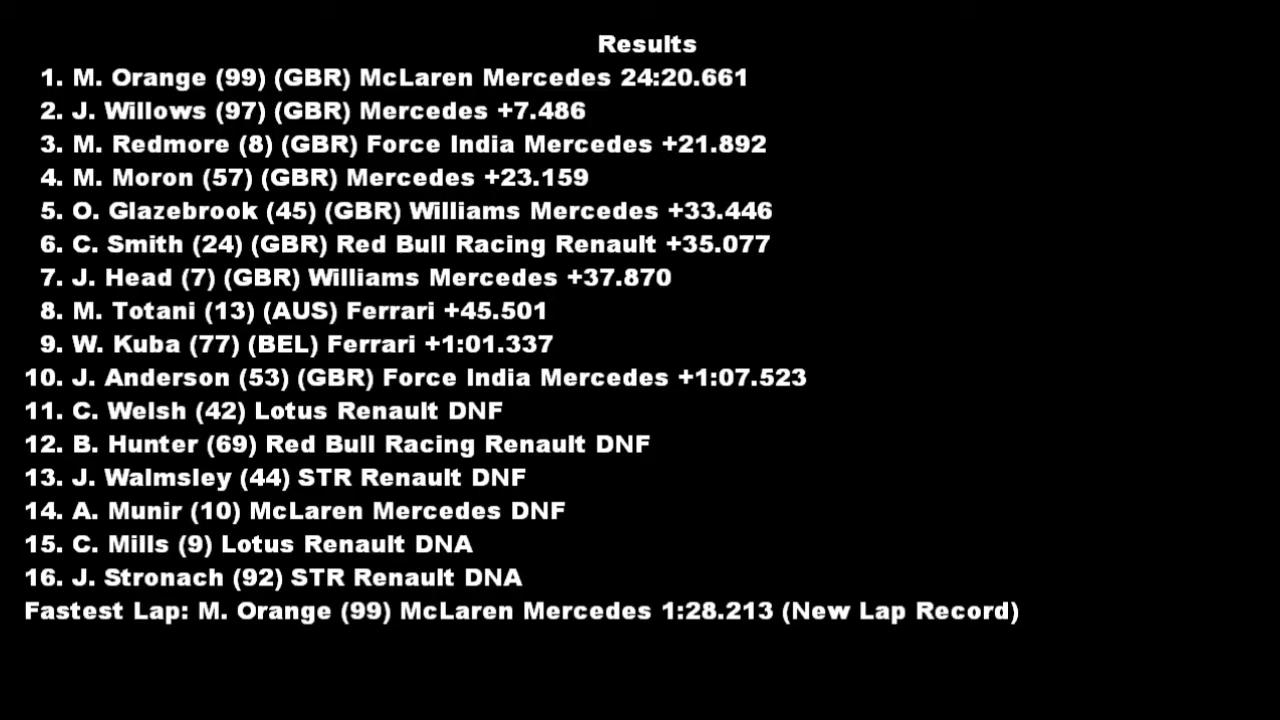 Results
1. M. Orange (99) (GBR) McLaren Mercedes 24:20.661
2. J. Willows (97) (GBR) Mercedes +7.486
3. M. Redmore (8) (GBR) Force India Mercedes +21.892
4. M. Moron (57) (GBR) Mercedes +23.159
5. O. Glazebrook (45) (GBR) Williams Mercedes +33.446
6. C. Smith (24) (GBR) Red Bull Racing Renault +35.077
7. J. Head (7) (GBR) Williams Mercedes +37.870
8. M. Totani (13) (AUS) Ferrari +45.501
9. W. Kuba (77) (BEL) Ferrari +1:01.337
10. J. Anderson (53) (GBR) Force India Mercedes +1:07.523
11. C. Welsh (42) Lotus Renault DNF
12. B. Hunter (69) Red Bull Racing Renault DNF
13. J. Walmsley (44) STR Renault DNF
14. A. Munir (10) McLaren Mercedes DNF
15. C. Mills (9) Lotus Renault DNA
16. J. Stronach (92) STR Renault DNA
Fastest Lap: M. Orange (99) McLaren Mercedes 1:28.213 (New Lap Record)